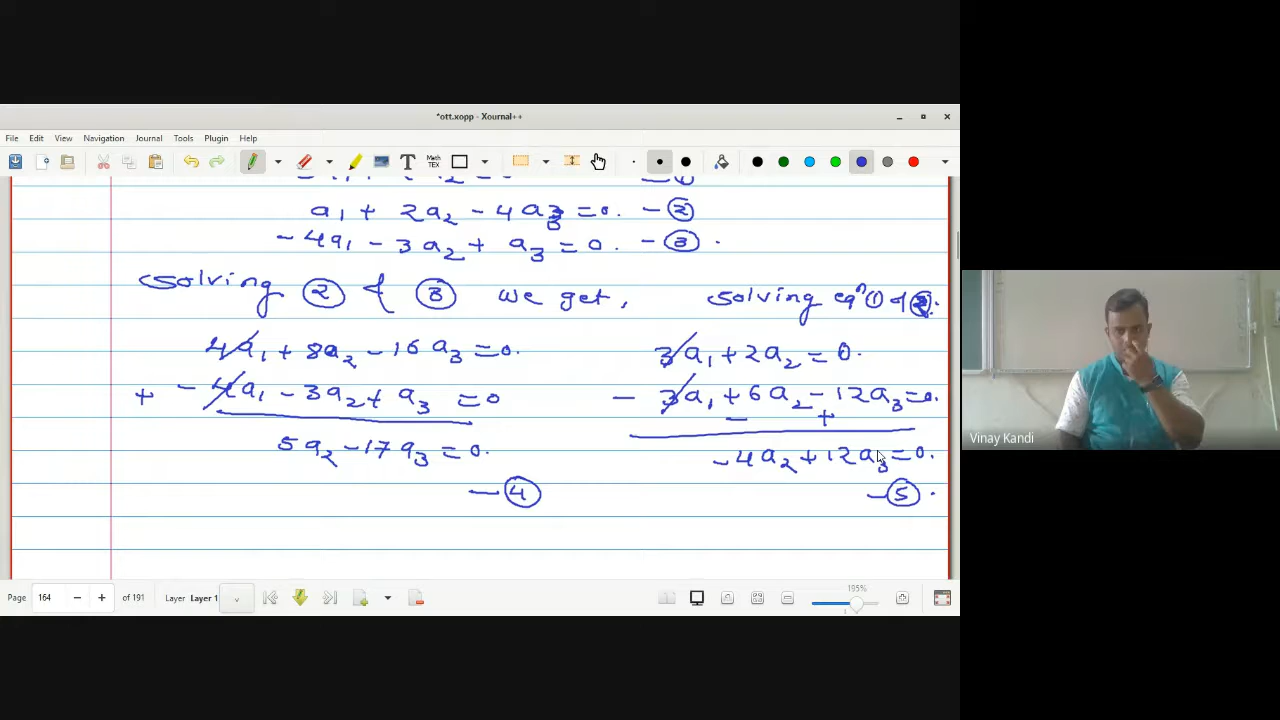 *ott.xopp - Xournal++
File Edit View Navigation Journal Tools Plugin Help
a₁ + 2a₂ - 4a₃ = 0. - ②
- 4a₁ - 3a₂ + a₃ = 0. - ③.
Solving ② & ③ we get,
4a₁ + 8a₂ - 16a₃ = 0.
+ - 4a₁ - 3a₂ + a₃ = 0
5a₂ - 17a₃ = 0.
- ④
solving eqⁿ ① & ②.
3a₁ + 2a₂ = 0.
- 3a₁ + 6a₂ - 12a₃ = 0.
- +
- 4a₂ + 12a₃ = 0.
- ⑤.
Vinay Kandi
Page 164 of 191 Layer Layer 1 195%